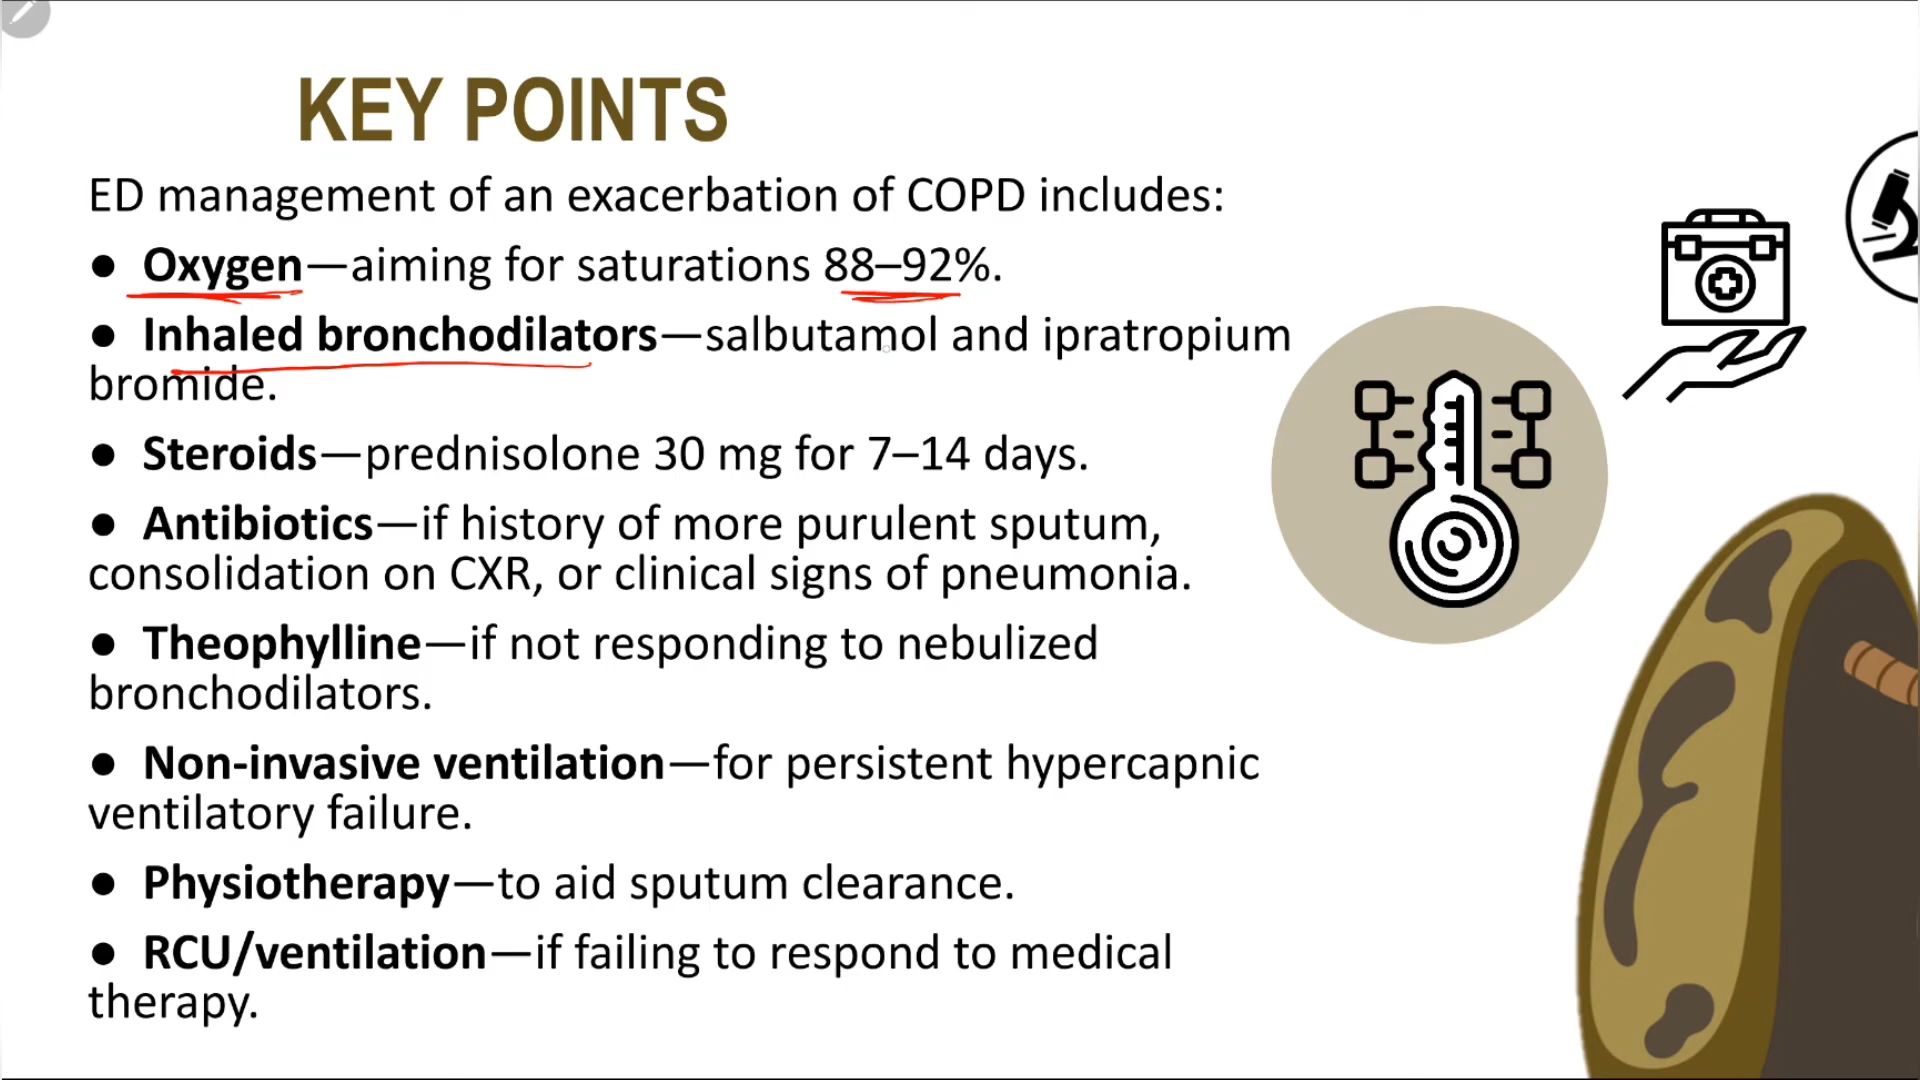 KEY POINTS
ED management of an exacerbation of COPD includes:
● Oxygen—aiming for saturations 88–92%.
● Inhaled bronchodilators—salbutamol and ipratropium
bromide.
● Steroids—prednisolone 30 mg for 7–14 days.
● Antibiotics—if history of more purulent sputum,
consolidation on CXR, or clinical signs of pneumonia.
● Theophylline—if not responding to nebulized
bronchodilators.
● Non-invasive ventilation—for persistent hypercapnic
ventilatory failure.
● Physiotherapy—to aid sputum clearance.
● RCU/ventilation—if failing to respond to medical
therapy.